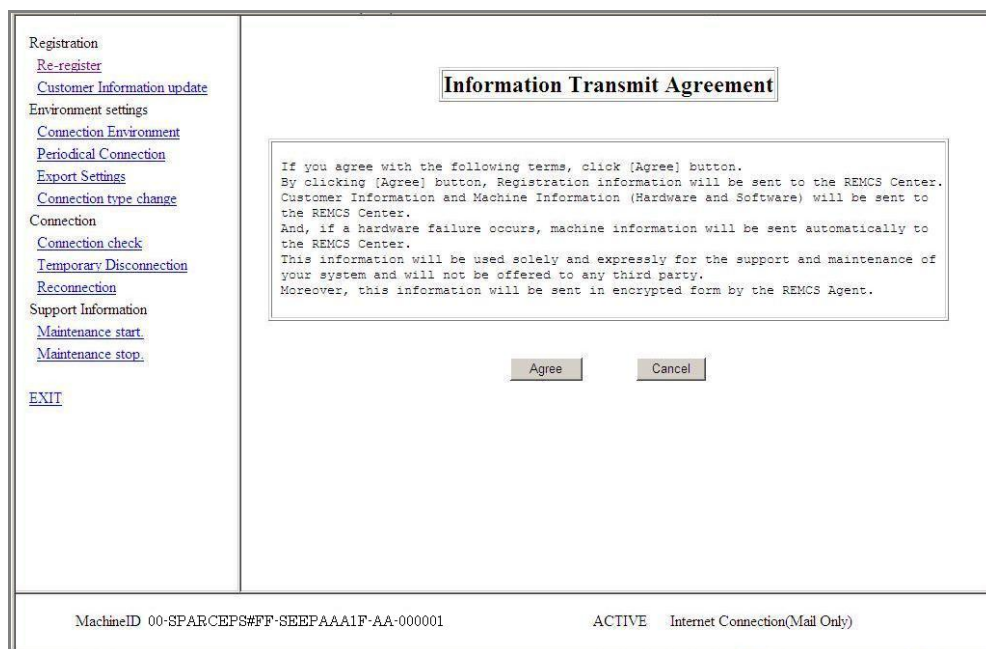 Registration
Re-register
Customer Information update
Environment settings
Connection Environment
Periodical Connection
Export Settings
Connection type change
Connection
Connection check
Temporary Disconnection
Reconnection
Support Information
Maintenance start.
Maintenance stop.
EXIT
Information Transmit Agreement
If you agree with the following terms, click [Agree] button.
By clicking [Agree] button, Registration information will be sent to the REMCS Center.
Customer Information and Machine Information (Hardware and Software) will be sent to
the REMCS Center.
And, if a hardware failure occurs, machine information will be sent automatically to
the REMCS Center.
This information will be used solely and expressly for the support and maintenance of
your system and will not be offered to any third party.
Moreover, this information will be sent in encrypted form by the REMCS Agent.
Agree Cancel
MachineID 00-SPARCEPS#FF-SEEPAAA1F-AA-000001 ACTIVE Internet Connection(Mail Only)